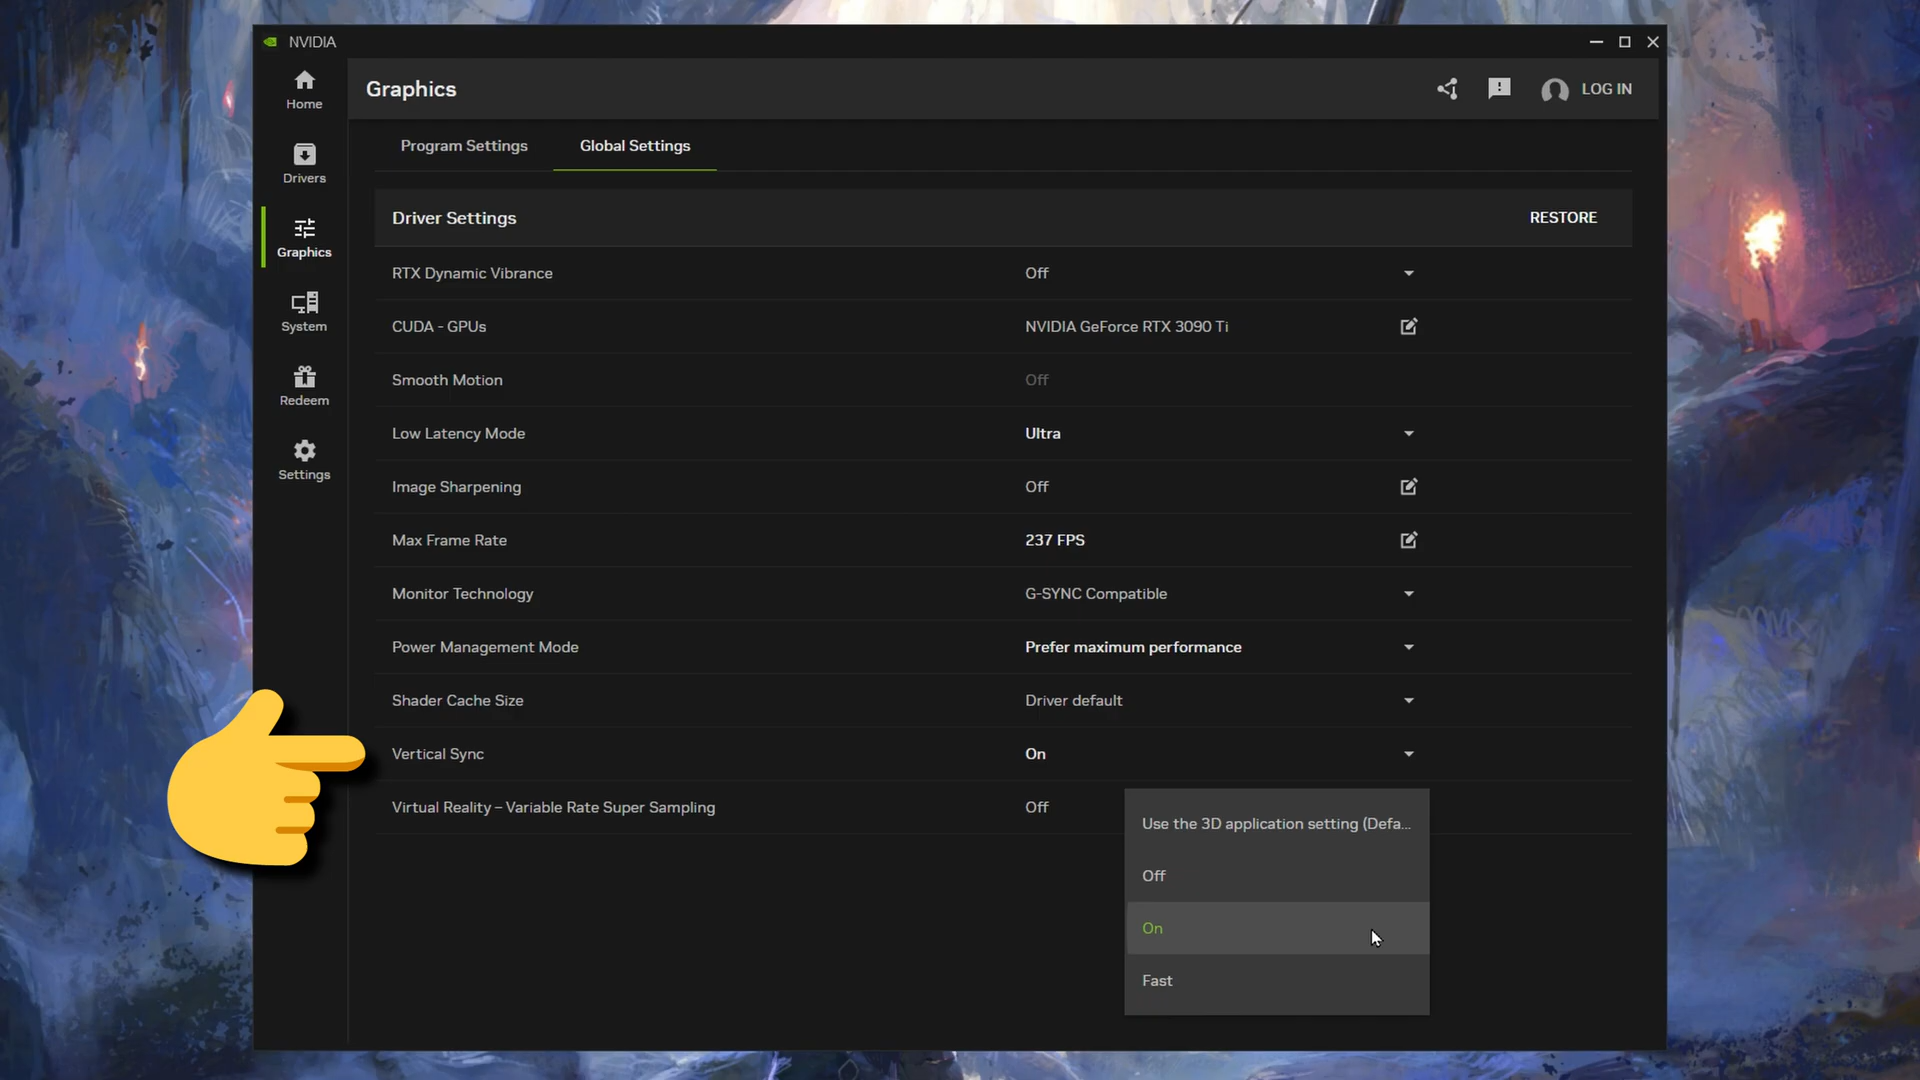 NVIDIA
Home
Graphics
LOG IN
Program Settings
Global Settings
Drivers
Driver Settings
RESTORE
Graphics
RTX Dynamic Vibrance
Off
CUDA - GPUs
NVIDIA GeForce RTX 3090 Ti
System
Smooth Motion
Off
Redeem
Low Latency Mode
Ultra
Settings
Image Sharpening
Off
Max Frame Rate
237 FPS
Monitor Technology
G-SYNC Compatible
Power Management Mode
Prefer maximum performance
Shader Cache Size
Driver default
Vertical Sync
On
Virtual Reality – Variable Rate Super Sampling
Off
Use the 3D application setting (Defa...
Off
On
Fast